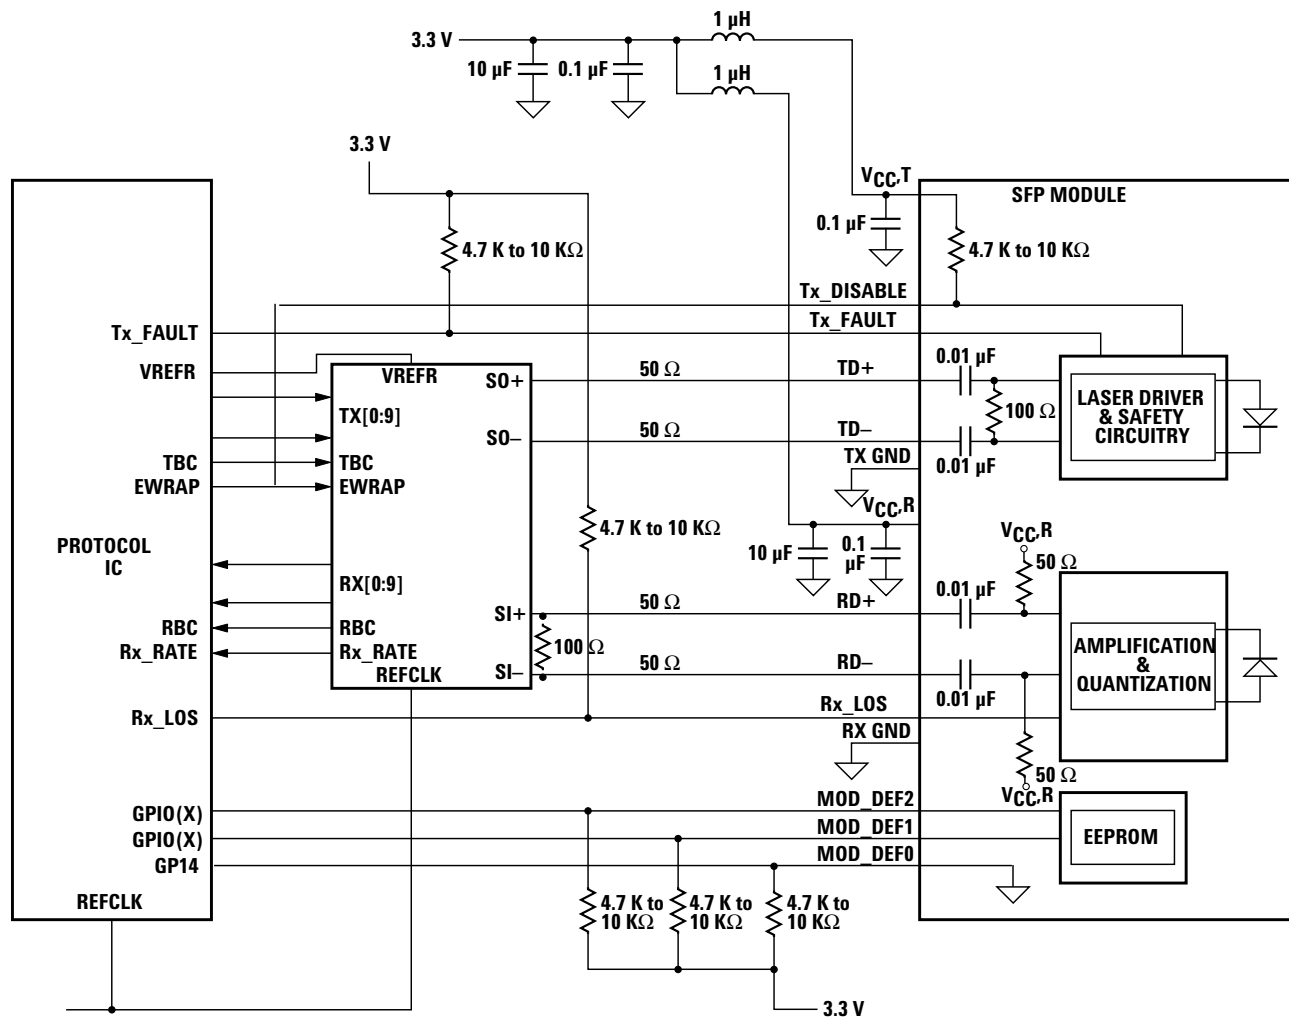 1 µH
3.3 V
10 µF
0.1 µF
1 µH
3.3 V
V_CC,T
SFP MODULE
0.1 µF
4.7 K to 10 KΩ
4.7 K to 10 KΩ
Tx_DISABLE
Tx_FAULT
Tx_FAULT
VREFR
VREFR
SO+
50 Ω
TD+
0.01 µF
TX[0:9]
100 Ω
LASER DRIVER
& SAFETY
CIRCUITRY
SO–
50 Ω
TD–
0.01 µF
TX GND
TBC
TBC
EWRAP
EWRAP
V_CC,R
4.7 K to 10 KΩ
10 µF
0.1
µF
V_CC,R
50 Ω
PROTOCOL
IC
RX[0:9]
SI+
50 Ω
RD+
0.01 µF
RBC
RBC
Rx_RATE
Rx_RATE
100 Ω
AMPLIFICATION
&
QUANTIZATION
REFCLK
SI–
50 Ω
RD–
0.01 µF
Rx_LOS
Rx_LOS
RX GND
50 Ω
V_CC,R
GPIO(X)
MOD_DEF2
GPIO(X)
MOD_DEF1
EEPROM
GP14
MOD_DEF0
REFCLK
4.7 K to
10 KΩ
4.7 K to
10 KΩ
4.7 K to
10 KΩ
3.3 V